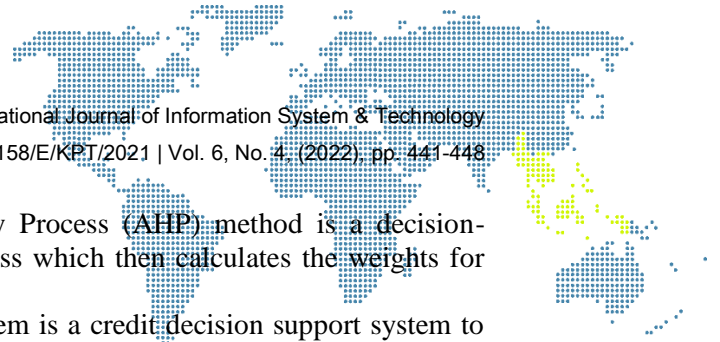 ational Journal of Information System & Technology
158/E/KPT/2021 | Vol. 6, No. 4, (2022), pp. 441-448
y Process (AHP) method is a decision-
ss which then calculates the weights for
em is a credit decision support system to